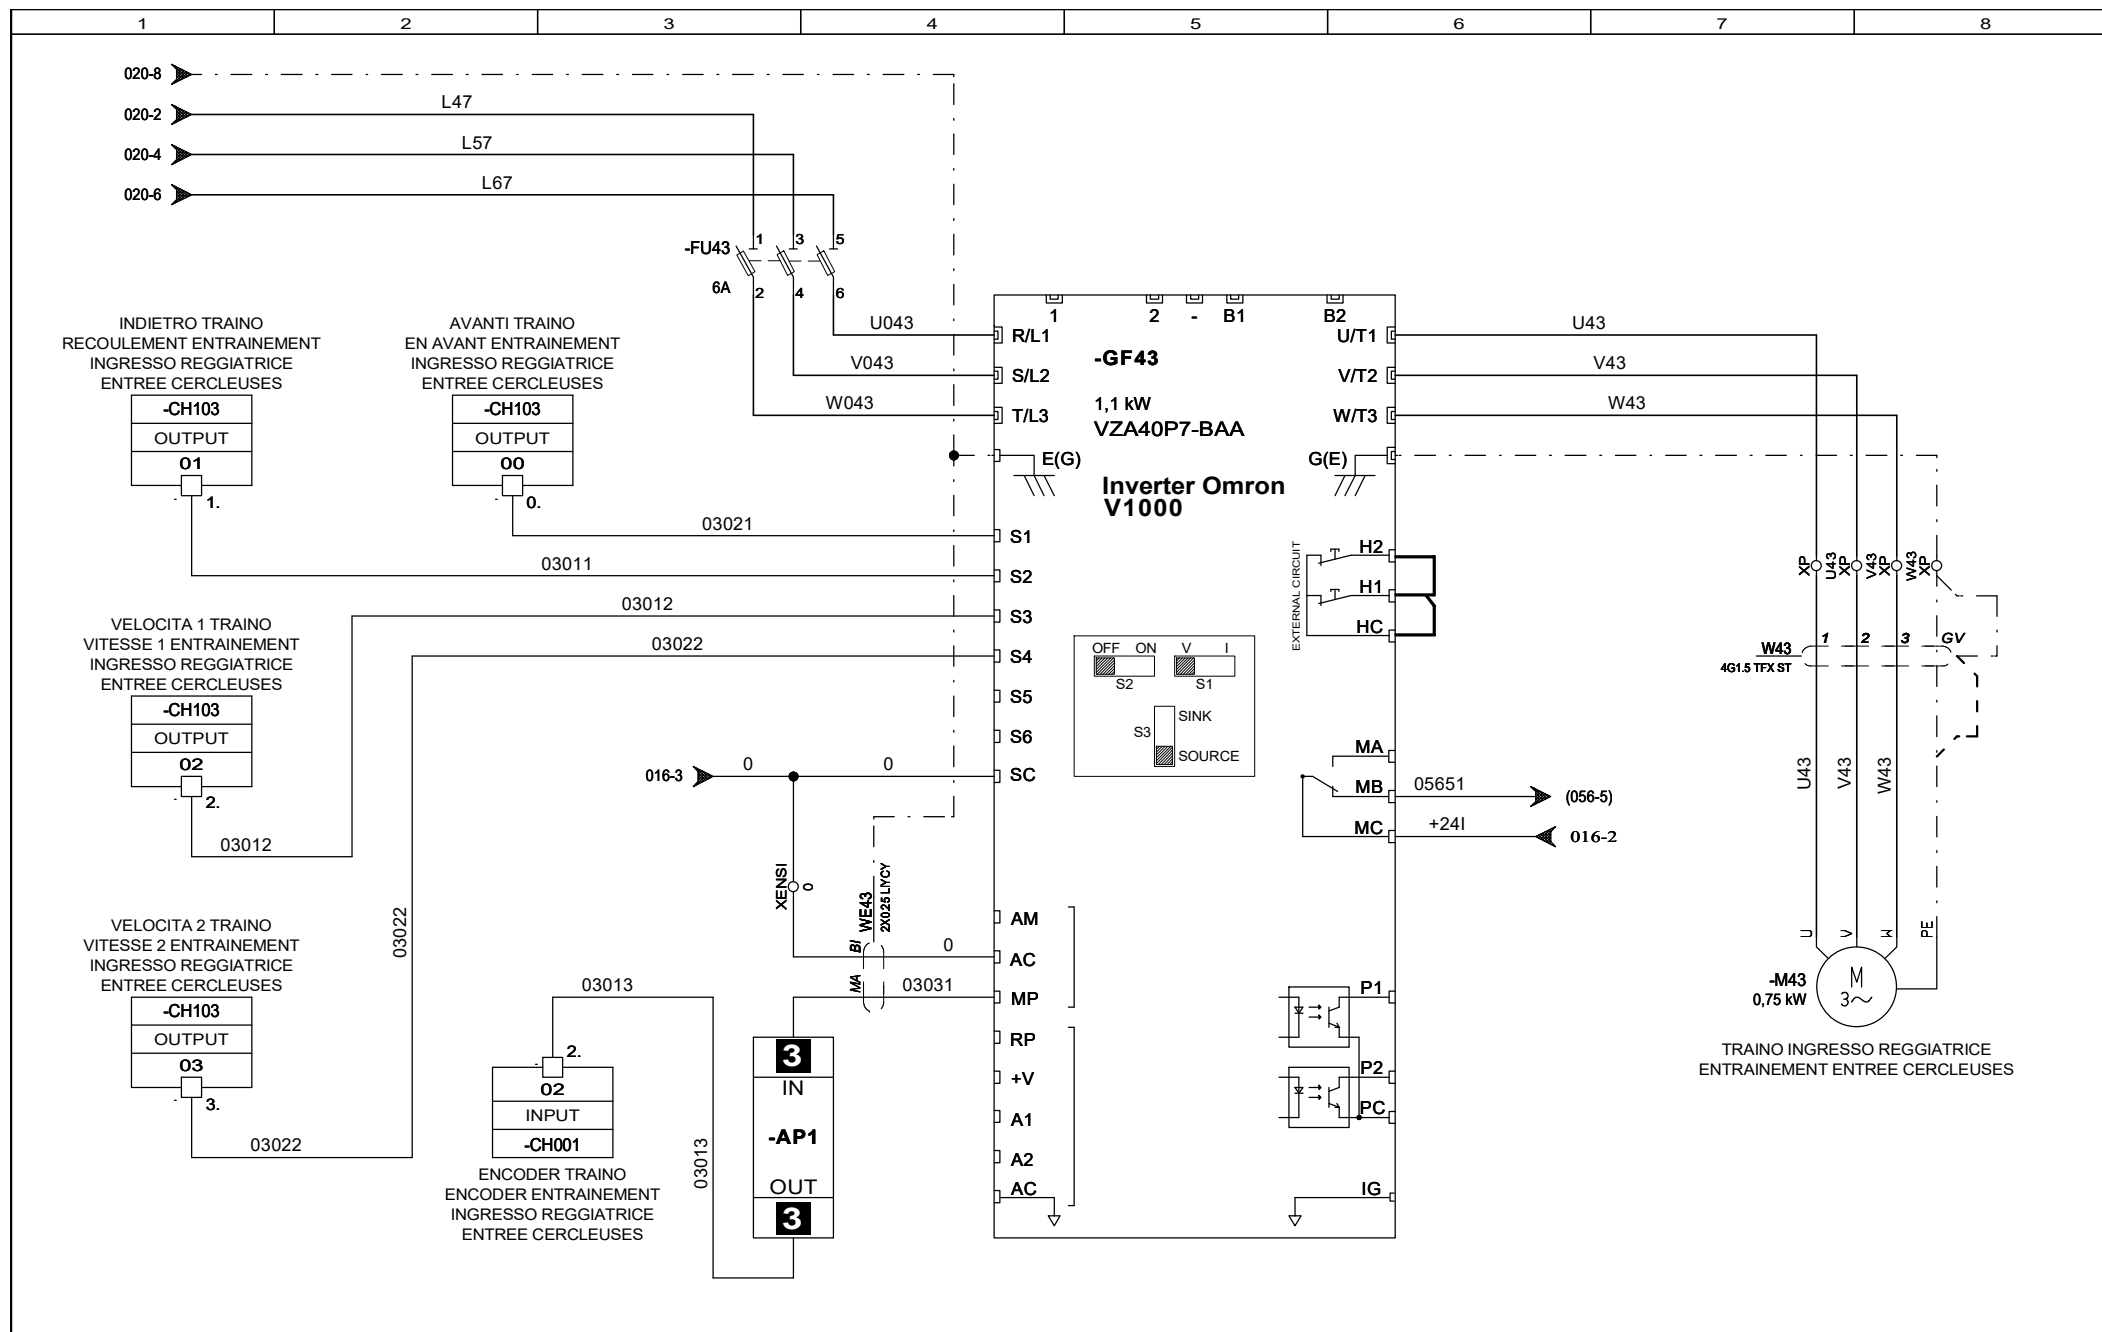 1 2 3 4 5 6 7 8
020-8
020-2 L47
020-4 L57
020-6 L67
-FU43 1 3 5
6A 2 4 6
INDIETRO TRAINO
RECOULEMENT ENTRAINEMENT
INGRESSO REGGIATRICE
ENTREE CERCLEUSES
-CH103
OUTPUT
01
1.
AVANTI TRAINO
EN AVANT ENTRAINEMENT
INGRESSO REGGIATRICE
ENTREE CERCLEUSES
-CH103
OUTPUT
00
0.
U043
V043
W043
03021
03011
03012
03022
VELOCITA 1 TRAINO
VITESSE 1 ENTRAINEMENT
INGRESSO REGGIATRICE
ENTREE CERCLEUSES
-CH103
OUTPUT
02
2.
03012
016-3 0 0
XENSI 0
WE43
2X0.25 LIYCY
BI
MA
0
03031
VELOCITA 2 TRAINO
VITESSE 2 ENTRAINEMENT
INGRESSO REGGIATRICE
ENTREE CERCLEUSES
-CH103
OUTPUT
03
3.
03022
03022
03013
03013
2.
02
INPUT
-CH001
ENCODER TRAINO
ENCODER ENTRAINEMENT
INGRESSO REGGIATRICE
ENTREE CERCLEUSES
3
IN
-AP1
OUT
3
1 2 - B1 B2
R/L1
S/L2
T/L3
E(G)
-GF43
1,1 kW
VZA40P7-BAA
Inverter Omron
V1000
U/T1
V/T2
W/T3
G(E)
S1
S2
S3
S4
S5
S6
SC
AM
AC
MP
RP
+V
A1
A2
AC
OFF ON V I
S2 S1
SINK
S3
SOURCE
EXTERNAL CIRCUIT
H2
H1
HC
MA
MB 05651 (056-5)
MC +24I 016-2
P1
P2
PC
IG
U43
V43
W43
XP U43 XP V43 XP W43 XP
1 2 3 GV
W43
4G1.5 TFX ST
U43 V43 W43
U V W PE
-M43
0,75 kW
M
3~
TRAINO INGRESSO REGGIATRICE
ENTRAINEMENT ENTREE CERCLEUSES